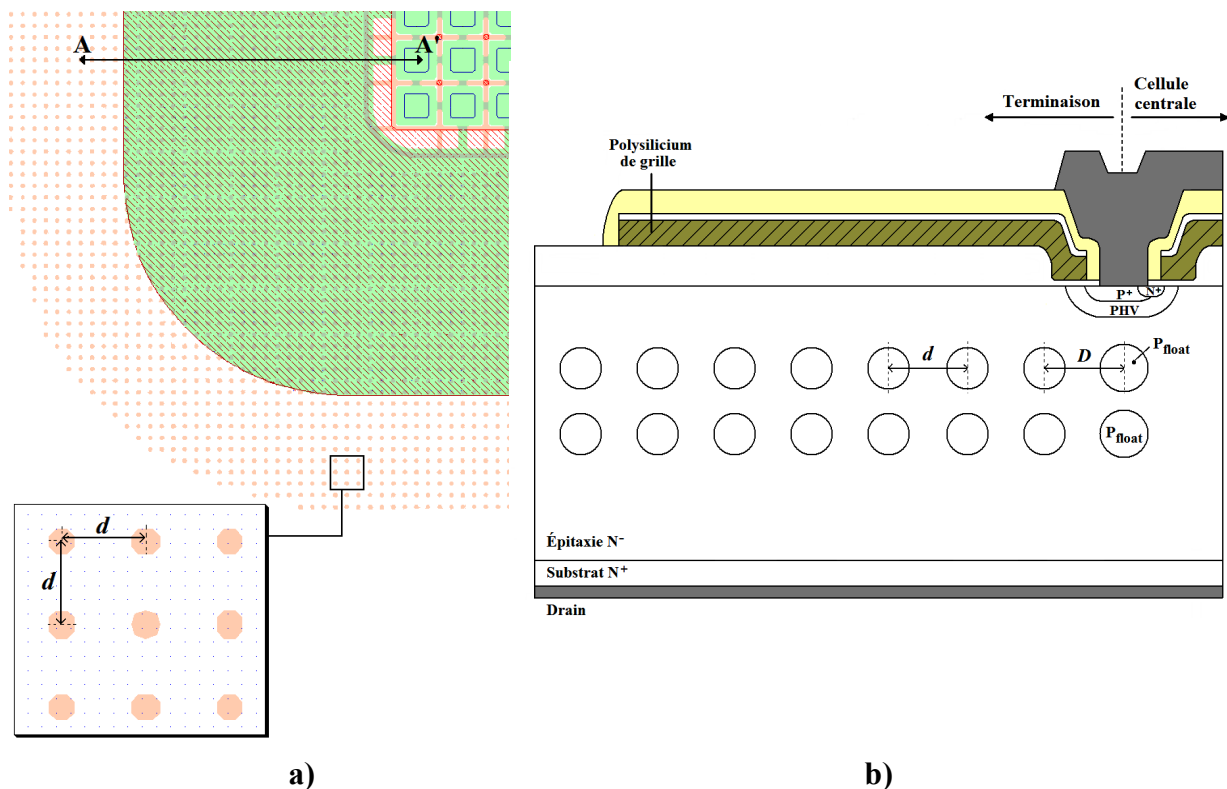 A
A'
d
d
a)
Terminaison
Cellule
centrale
Polysilicium
de grille
P+
N+
PHV
d
D
Pfloat
Pfloat
Épitaxie N-
Substrat N+
Drain
b)